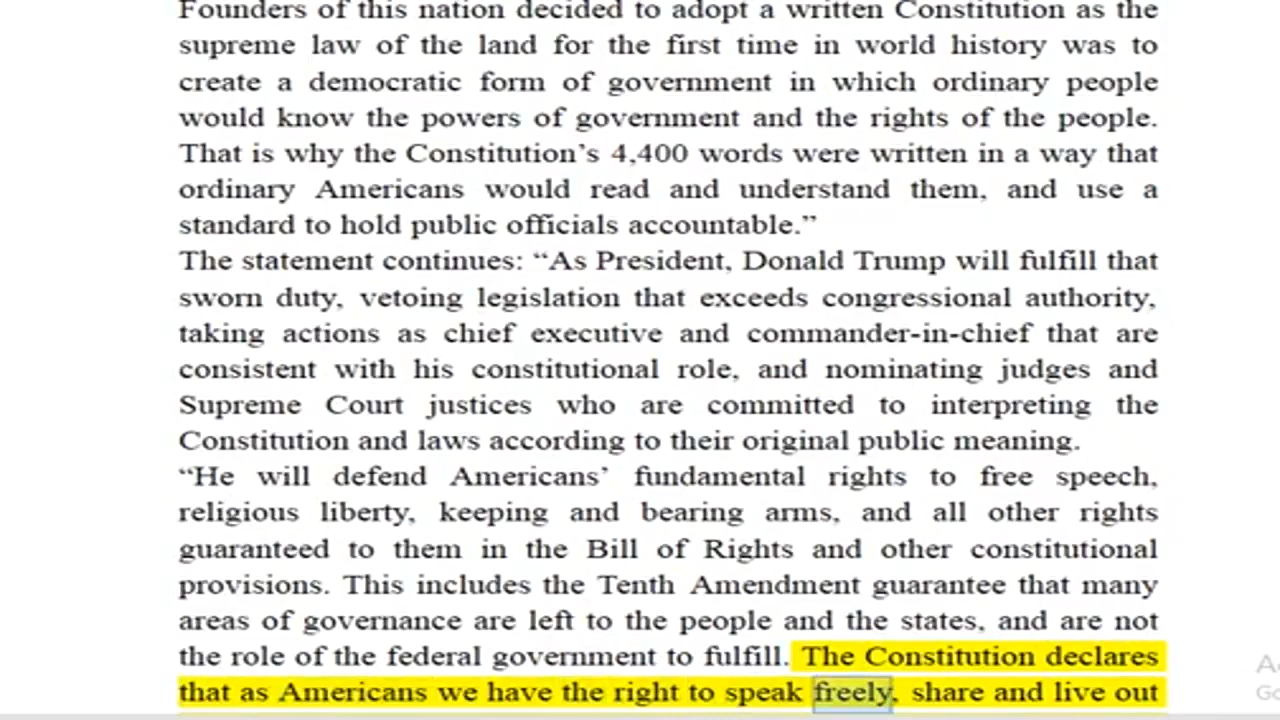 Founders of this nation decided to adopt a written Constitution as the
supreme law of the land for the first time in world history was to
create a democratic form of government in which ordinary people
would know the powers of government and the rights of the people.
That is why the Constitution’s 4,400 words were written in a way that
ordinary Americans would read and understand them, and use a
standard to hold public officials accountable.”
The statement continues: “As President, Donald Trump will fulfill that
sworn duty, vetoing legislation that exceeds congressional authority,
taking actions as chief executive and commander-in-chief that are
consistent with his constitutional role, and nominating judges and
Supreme Court justices who are committed to interpreting the
Constitution and laws according to their original public meaning.
“He will defend Americans’ fundamental rights to free speech,
religious liberty, keeping and bearing arms, and all other rights
guaranteed to them in the Bill of Rights and other constitutional
provisions. This includes the Tenth Amendment guarantee that many
areas of governance are left to the people and the states, and are not
the role of the federal government to fulfill. The Constitution declares
that as Americans we have the right to speak freely, share and live out